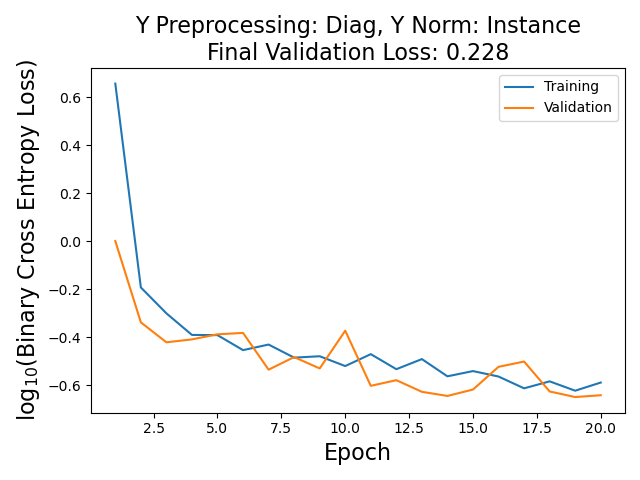 Y Preprocessing: Diag, Y Norm: Instance
Final Validation Loss: 0.228
Training
Validation
0.6
0.4
0.2
0.0
−0.2
−0.4
−0.6
log₁₀(Binary Cross Entropy Loss)
2.5
5.0
7.5
10.0
12.5
15.0
17.5
20.0
Epoch